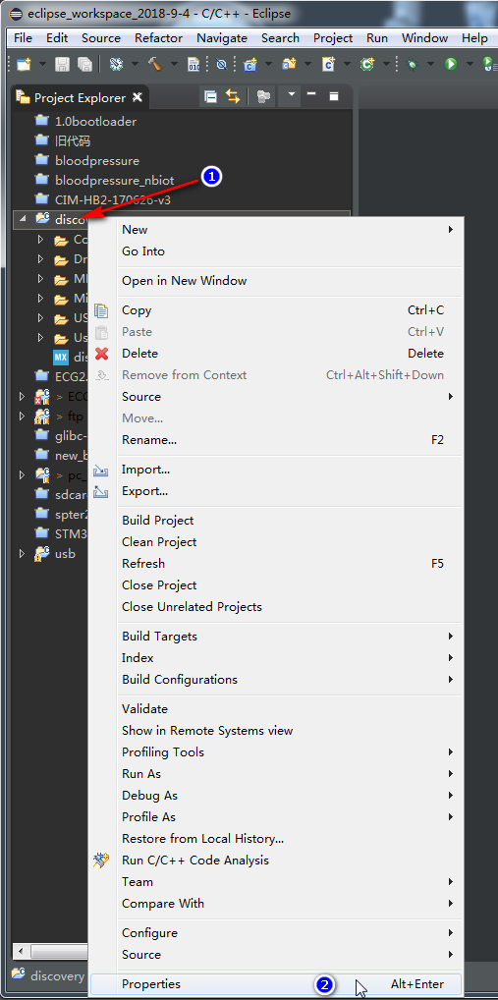 eclipse_workspace_2018-9-4 - C/C++ - Eclipse
File Edit Source Refactor Navigate Search Project Run Window Help
Project Explorer
1.0bootloader
旧代码
bloodpressure
bloodpressure_nbiot
1
CIM-HB2-170626-v3
disco
New
Co
Go Into
Dr
Open in New Window
MI
Mi
Copy Ctrl+C
US
Paste Ctrl+V
Us
Delete Delete
MX dis
Remove from Context Ctrl+Alt+Shift+Down
ECG2.
Source
> ECG
Move...
> ftp
Rename... F2
glibc-
new_b
Import...
> pc_
Export...
sdcar
spter2
Build Project
STM3
Clean Project
usb
Refresh F5
Close Project
Close Unrelated Projects
Build Targets
Index
Build Configurations
Validate
Show in Remote Systems view
Profiling Tools
Run As
Debug As
Profile As
Restore from Local History...
Run C/C++ Code Analysis
Team
Compare With
Configure
Source
discovery
Properties 2 Alt+Enter